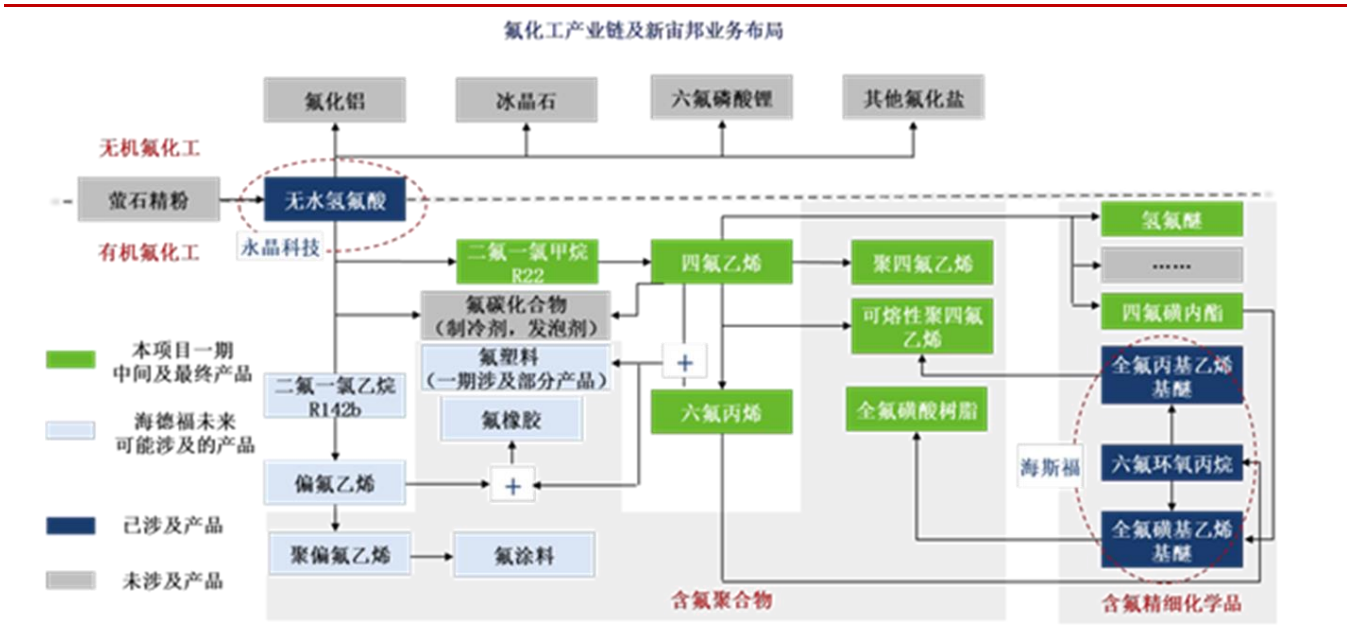 氟化工产业链及新宙邦业务布局
氟化铝
冰晶石
六氟磷酸锂
其他氟化盐
无机氟化工
萤石精粉
无水氢氟酸
有机氟化工
永晶科技
二氟一氯甲烷
R22
四氟乙烯
聚四氟乙烯
氢氟醚
……
氟碳化合物
（制冷剂，发泡剂）
可熔性聚四氟
乙烯
四氟磺内酯
本项目一期
中间及最终产品
氟塑料
（一期涉及部分产品）
+
全氟丙基乙烯
基醚
二氟一氯乙烷
R142b
氟橡胶
六氟丙烯
全氟磺酸树脂
海德福未来
可能涉及的产品
偏氟乙烯
+
海斯福
六氟环氧丙烷
已涉及产品
聚偏氟乙烯
氟涂料
全氟磺基乙烯
基醚
未涉及产品
含氟聚合物
含氟精细化学品